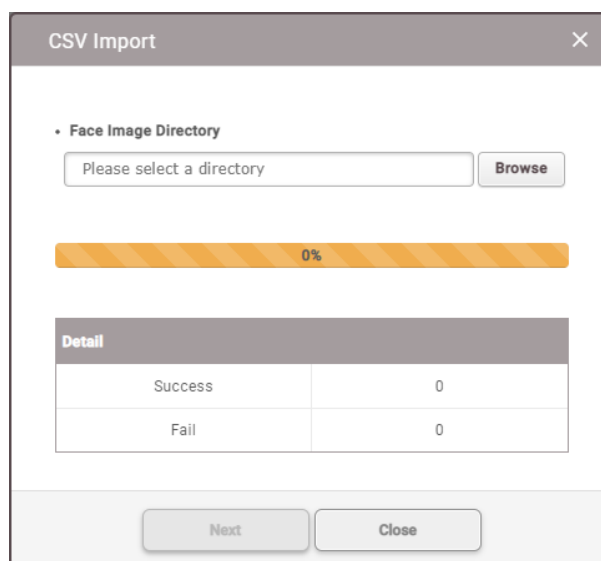 CSV Import
• Face Image Directory
Please select a directory
Browse
0%
Detail
Success 0
Fail 0
Next Close